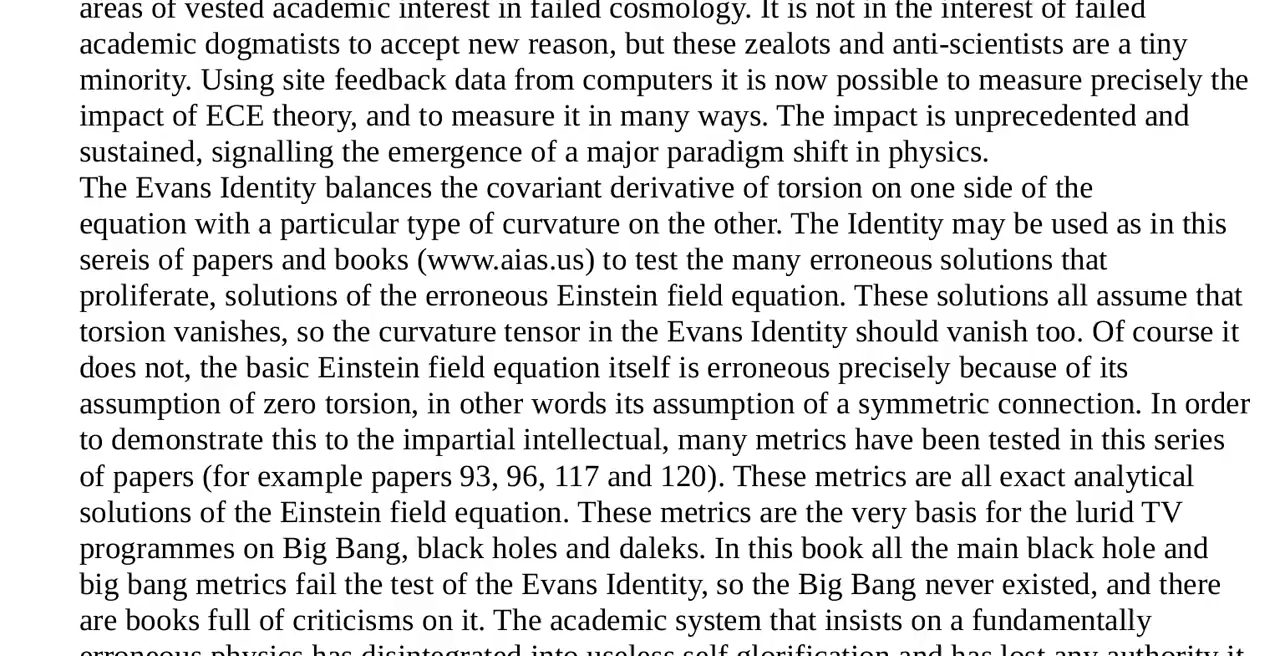 areas of vested academic interest in failed cosmology. It is not in the interest of failed
academic dogmatists to accept new reason, but these zealots and anti-scientists are a tiny
minority. Using site feedback data from computers it is now possible to measure precisely the
impact of ECE theory, and to measure it in many ways. The impact is unprecedented and
sustained, signalling the emergence of a major paradigm shift in physics.
The Evans Identity balances the covariant derivative of torsion on one side of the
equation with a particular type of curvature on the other. The Identity may be used as in this
sereis of papers and books (www.aias.us) to test the many erroneous solutions that
proliferate, solutions of the erroneous Einstein field equation. These solutions all assume that
torsion vanishes, so the curvature tensor in the Evans Identity should vanish too. Of course it
does not, the basic Einstein field equation itself is erroneous precisely because of its
assumption of zero torsion, in other words its assumption of a symmetric connection. In order
to demonstrate this to the impartial intellectual, many metrics have been tested in this series
of papers (for example papers 93, 96, 117 and 120). These metrics are all exact analytical
solutions of the Einstein field equation. These metrics are the very basis for the lurid TV
programmes on Big Bang, black holes and daleks. In this book all the main black hole and
big bang metrics fail the test of the Evans Identity, so the Big Bang never existed, and there
are books full of criticisms on it. The academic system that insists on a fundamentally
erroneous physics has disintegrated into useless self glorification and has lost any authority it